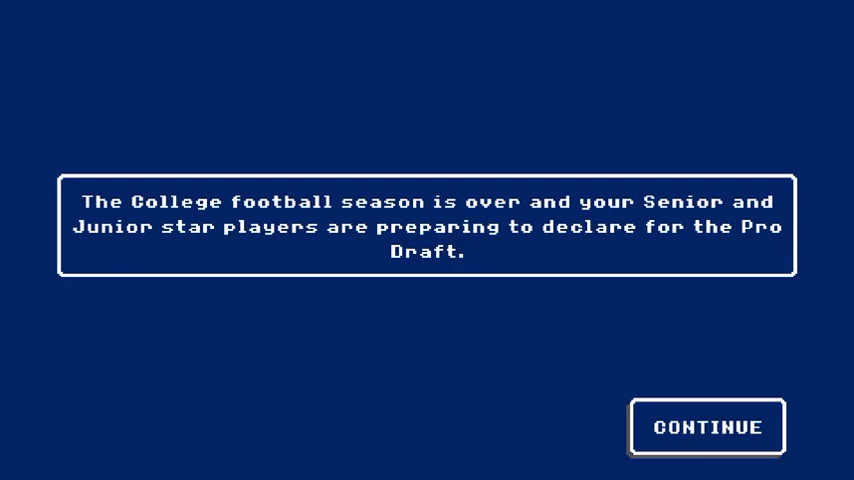 The College football season is over and your Senior and
Junior star players are preparing to declare for the Pro
Draft.
CONTINUE